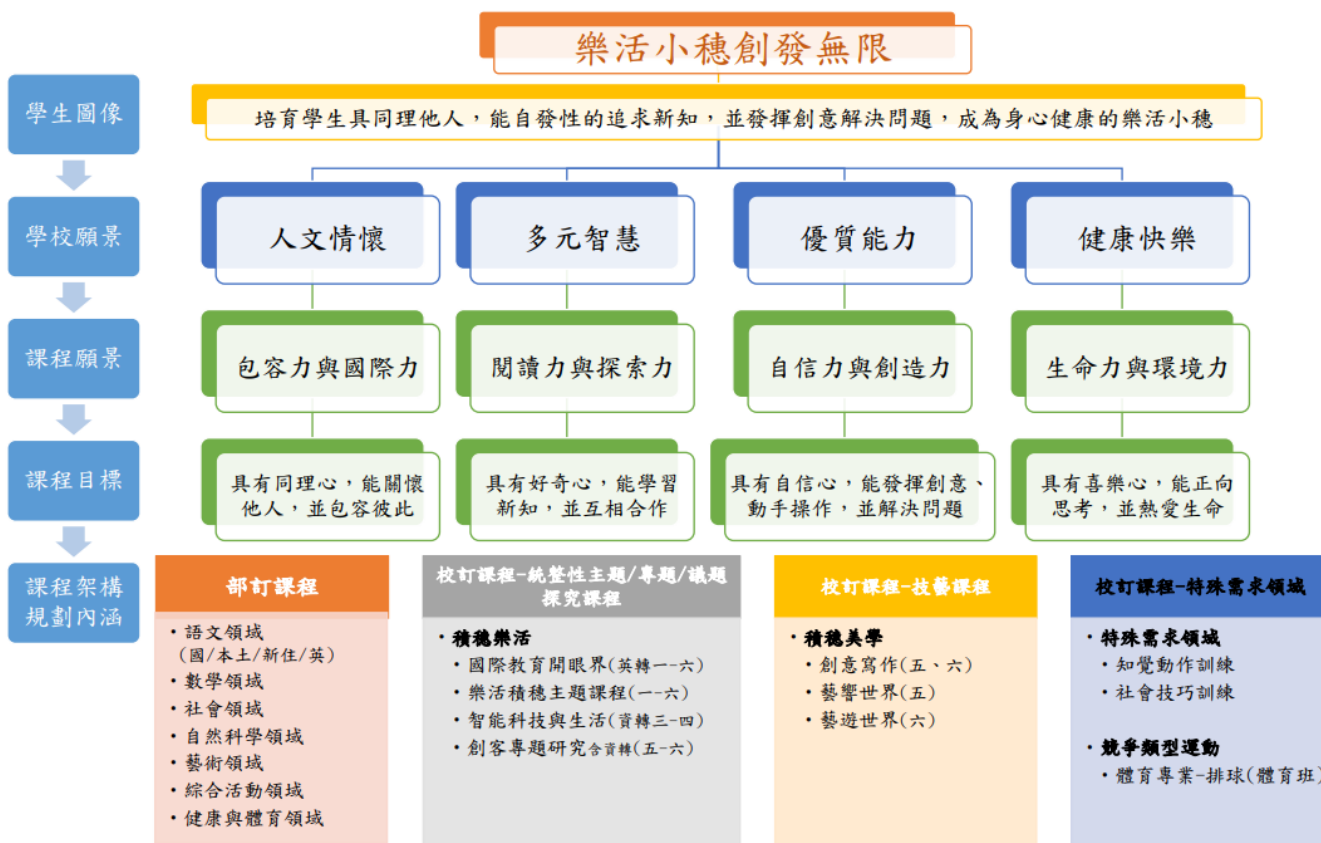 樂活小穗創發無限
學生圖像
培育學生具同理他人，能自發性的追求新知，並發揮創意解決問題，成為身心健康的樂活小穗
學校願景
人文情懷
多元智慧
優質能力
健康快樂
課程願景
包容力與國際力
閱讀力與探索力
自信力與創造力
生命力與環境力
課程目標
具有同理心，能關懷
他人，並包容彼此
具有好奇心，能學習
新知，並互相合作
具有自信心，能發揮創意、
動手操作，並解決問題
具有喜樂心，能正向
思考，並熱愛生命
課程架構
規劃內涵
部訂課程
・語文領域
（國/本土/新住/英）
・數學領域
・社會領域
・自然科學領域
・藝術領域
・綜合活動領域
・健康與體育領域
校訂課程-統整性主題/專題/議題
探究課程
・積穗樂活
・國際教育開眼界(英轉一-六)
・樂活積穗主題課程(一-六)
・智能科技與生活(資轉三-四)
・創客專題研究含資轉(五-六)
校訂課程-技藝課程
・積穗美學
・創意寫作(五、六)
・藝響世界(五)
・藝遊世界(六)
校訂課程-特殊需求領域
・特殊需求領域
・知覺動作訓練
・社會技巧訓練
・競爭類型運動
・體育專業-排球(體育班)